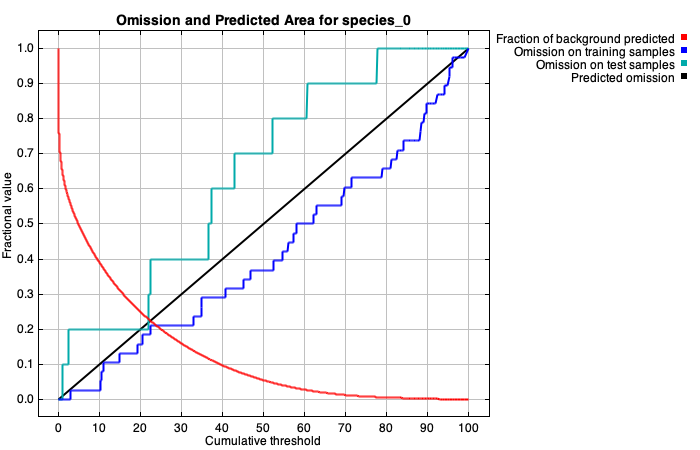 Omission and Predicted Area for species_0
Fraction of background predicted
Omission on training samples
Omission on test samples
Predicted omission
Fractional value
1.0
0.9
0.8
0.7
0.6
0.5
0.4
0.3
0.2
0.1
0.0
0 10 20 30 40 50 60 70 80 90 100
Cumulative threshold